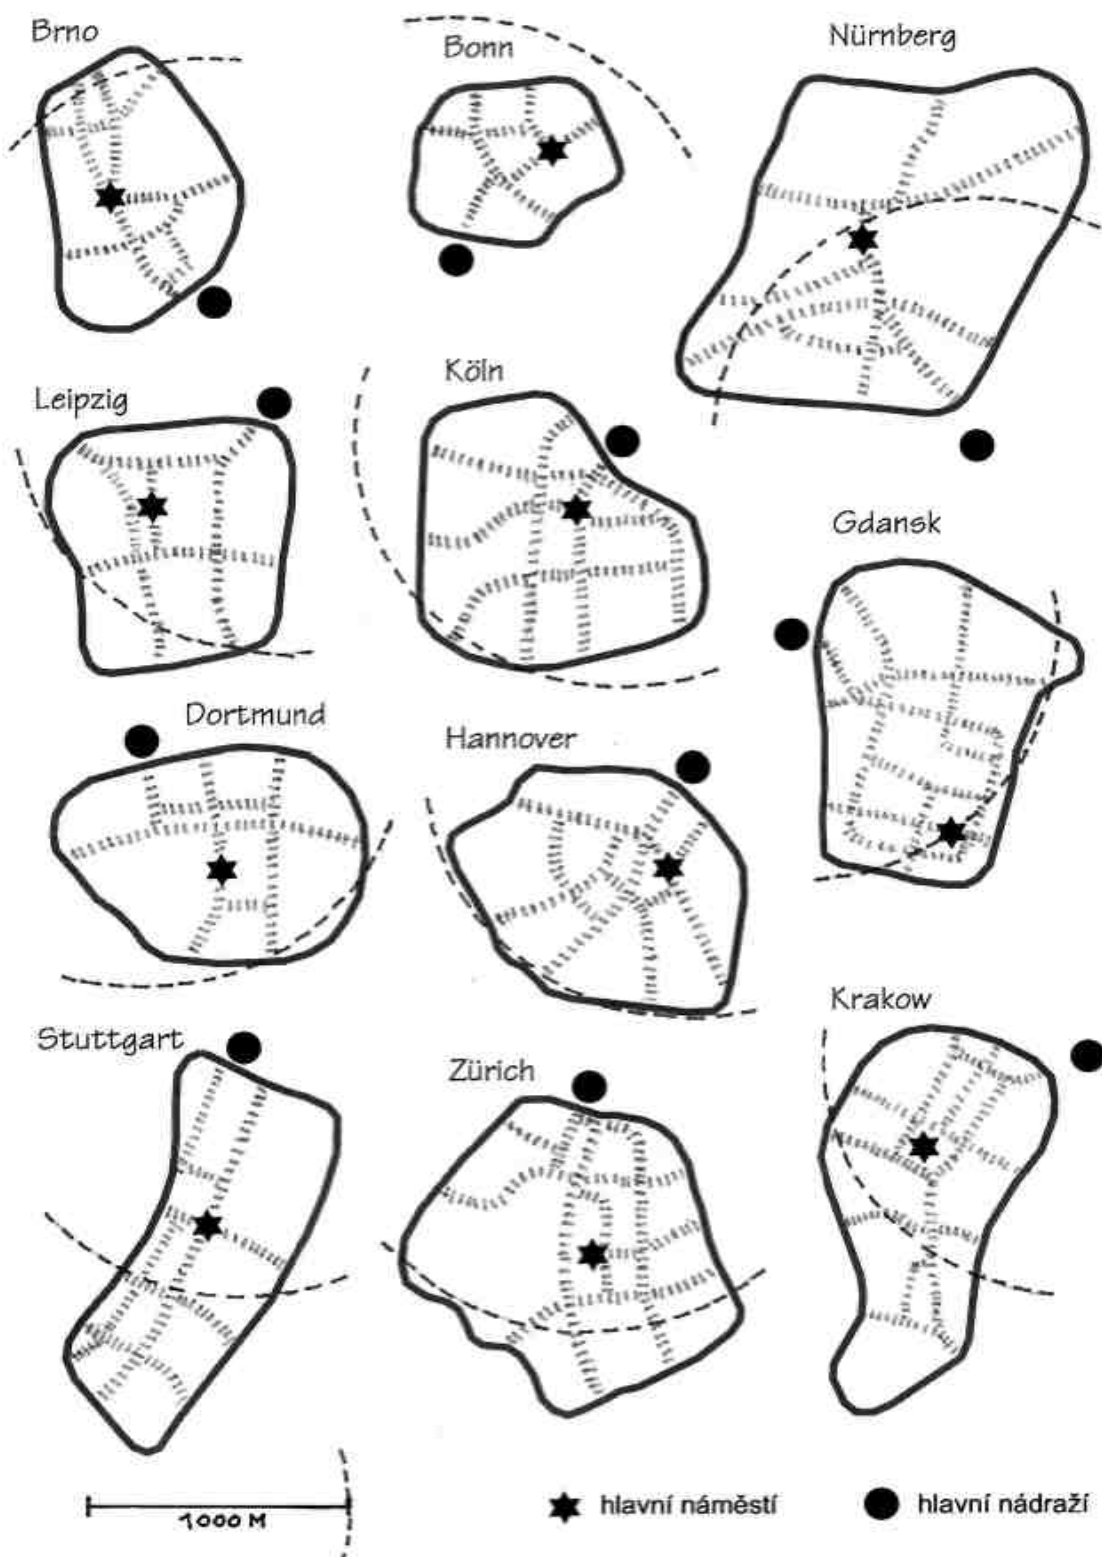 Brno
Bonn
Nürnberg
Leipzig
Köln
Gdansk
Dortmund
Hannover
Stuttgart
Zürich
Krakow
1000 M
hlavní náměstí
hlavní nádraží